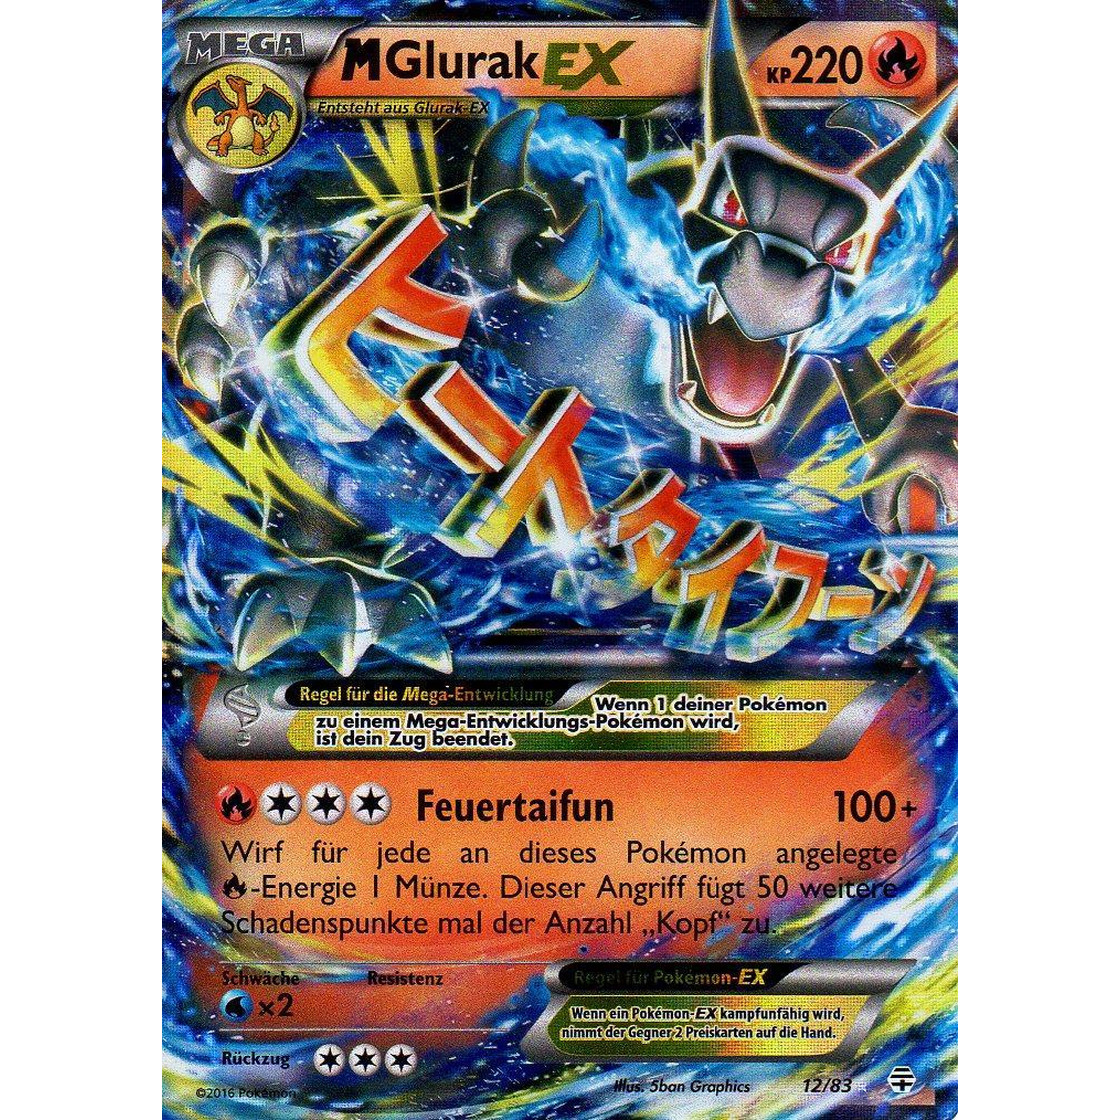 MEGA
MGlurak EX
KP220
Entsteht aus Glurak-EX
ヒースタイフーン
Regel für die Mega-Entwicklung
Wenn 1 deiner Pokémon
zu einem Mega-Entwicklungs-Pokémon wird,
ist dein Zug beendet.
Feuertaifun 100+
Wirf für jede an dieses Pokémon angelegte
-Energie 1 Münze. Dieser Angriff fügt 50 weitere
Schadenspunkte mal der Anzahl „Kopf“ zu.
Schwäche Resistenz
×2
Regel für Pokémon-EX
Wenn ein Pokémon-EX kampfunfähig wird,
nimmt der Gegner 2 Preiskarten auf die Hand.
Rückzug
©2016 Pokémon
Illus. 5ban Graphics
12/83